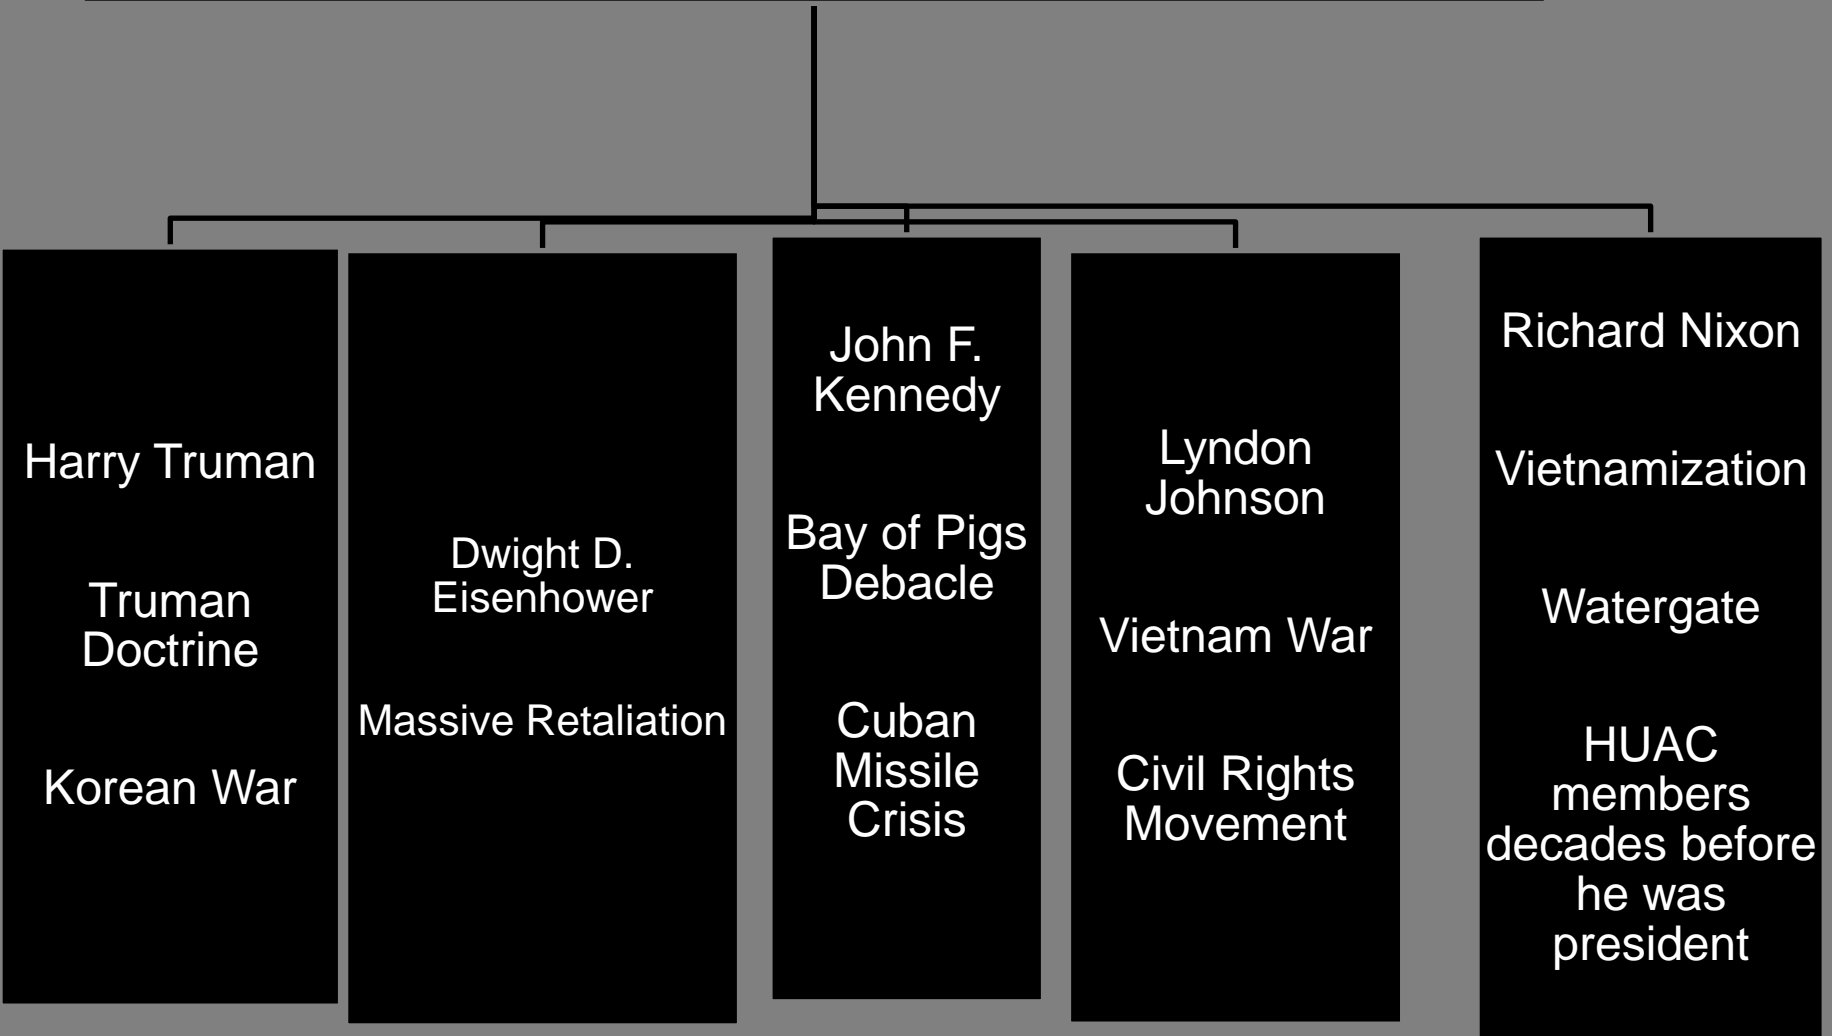 Harry Truman
Truman
Doctrine
Korean War
Dwight D.
Eisenhower
Massive Retaliation
John F.
Kennedy
Bay of Pigs
Debacle
Cuban
Missile
Crisis
Lyndon
Johnson
Vietnam War
Civil Rights
Movement
Richard Nixon
Vietnamization
Watergate
HUAC
members
decades before
he was
president